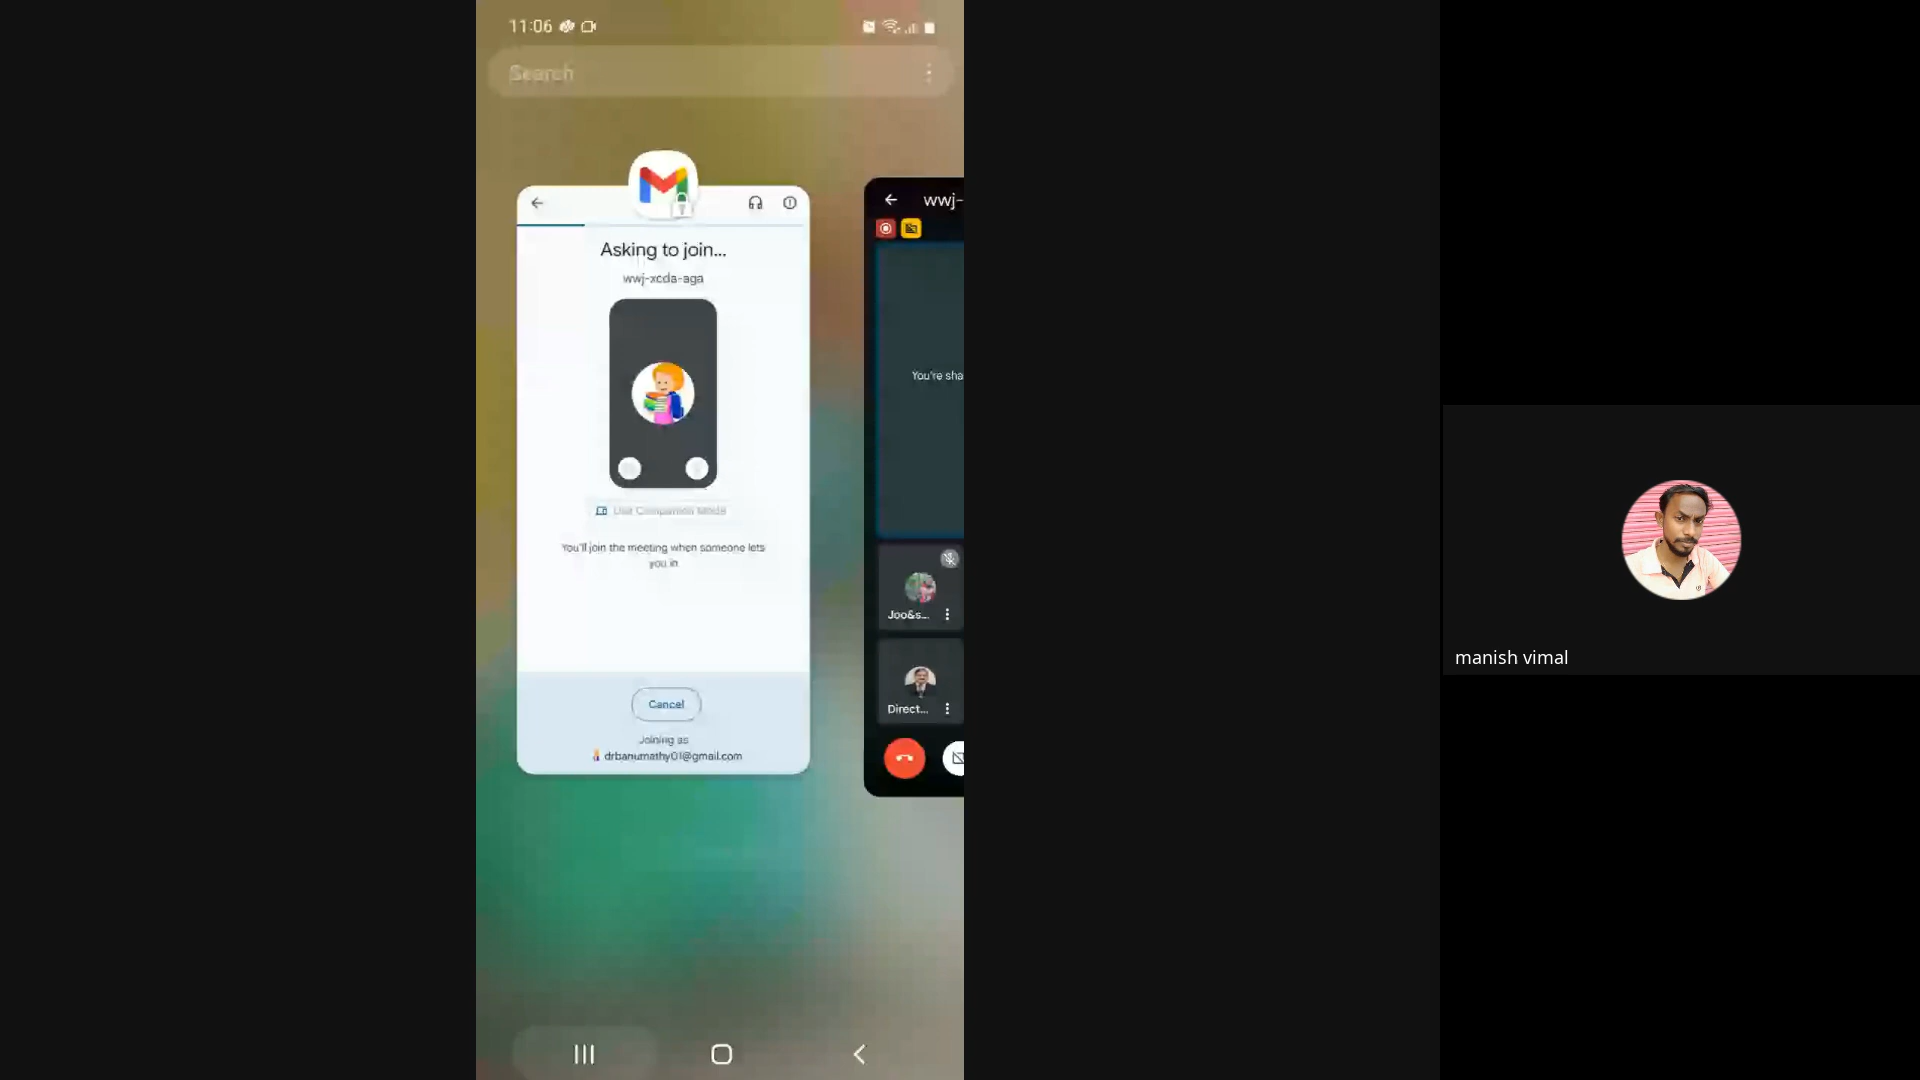 11:06
Search
Asking to join...
wwj-xcda-aga
Use Companion Mode
You'll join the meeting when someone lets
you in
Cancel
Joining as
drbanumathy01@gmail.com
wwj-
You're sha
Joo&s...
Direct...
manish vimal